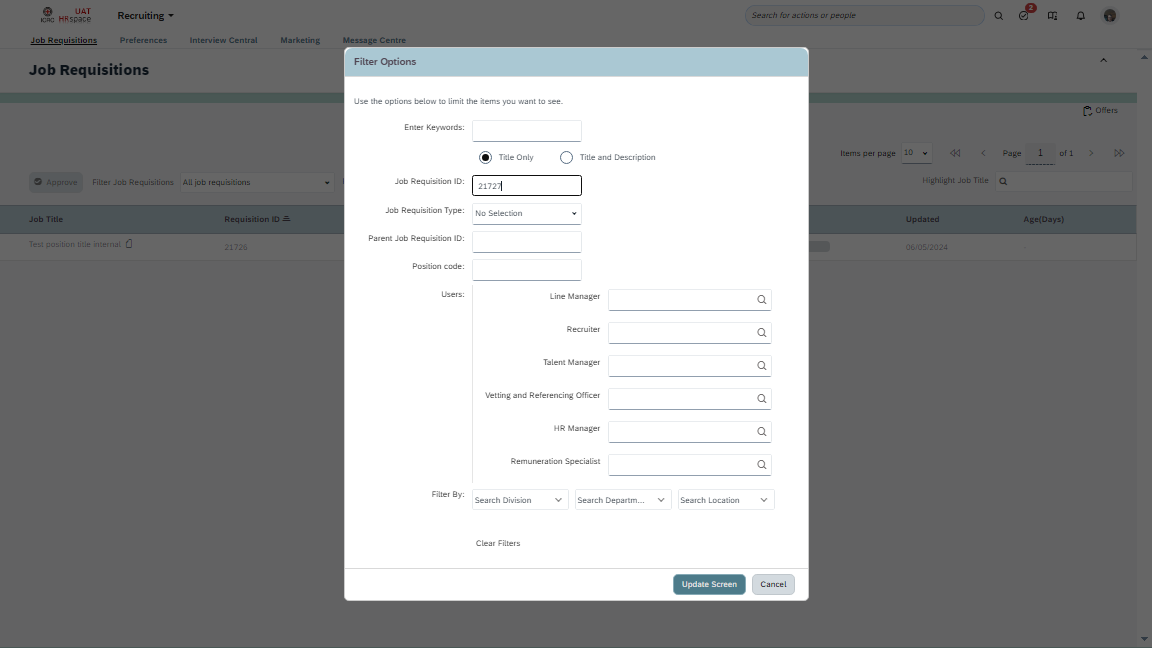 ICRC UAT HRspace Recruiting Search for actions or people 2
Job Requisitions Preferences Interview Central Marketing Message Centre
Job Requisitions
Filter Options
Use the options below to limit the items you want to see.
Offers
Enter Keywords:
Title Only Title and Description
Items per page 10 Page 1 of 1
Approve Filter Job Requisitions All job requisitions
Highlight Job Title
Job Requisition ID: 21727
Job Requisition Type: No Selection
Job Title Requisition ID Updated Age(Days)
Parent Job Requisition ID:
Test position title internal 21726 06/05/2024 -
Position code:
Users:
Line Manager
Recruiter
Talent Manager
Vetting and Referencing Officer
HR Manager
Remuneration Specialist
Filter By: Search Division Search Departm... Search Location
Clear Filters
Update Screen Cancel